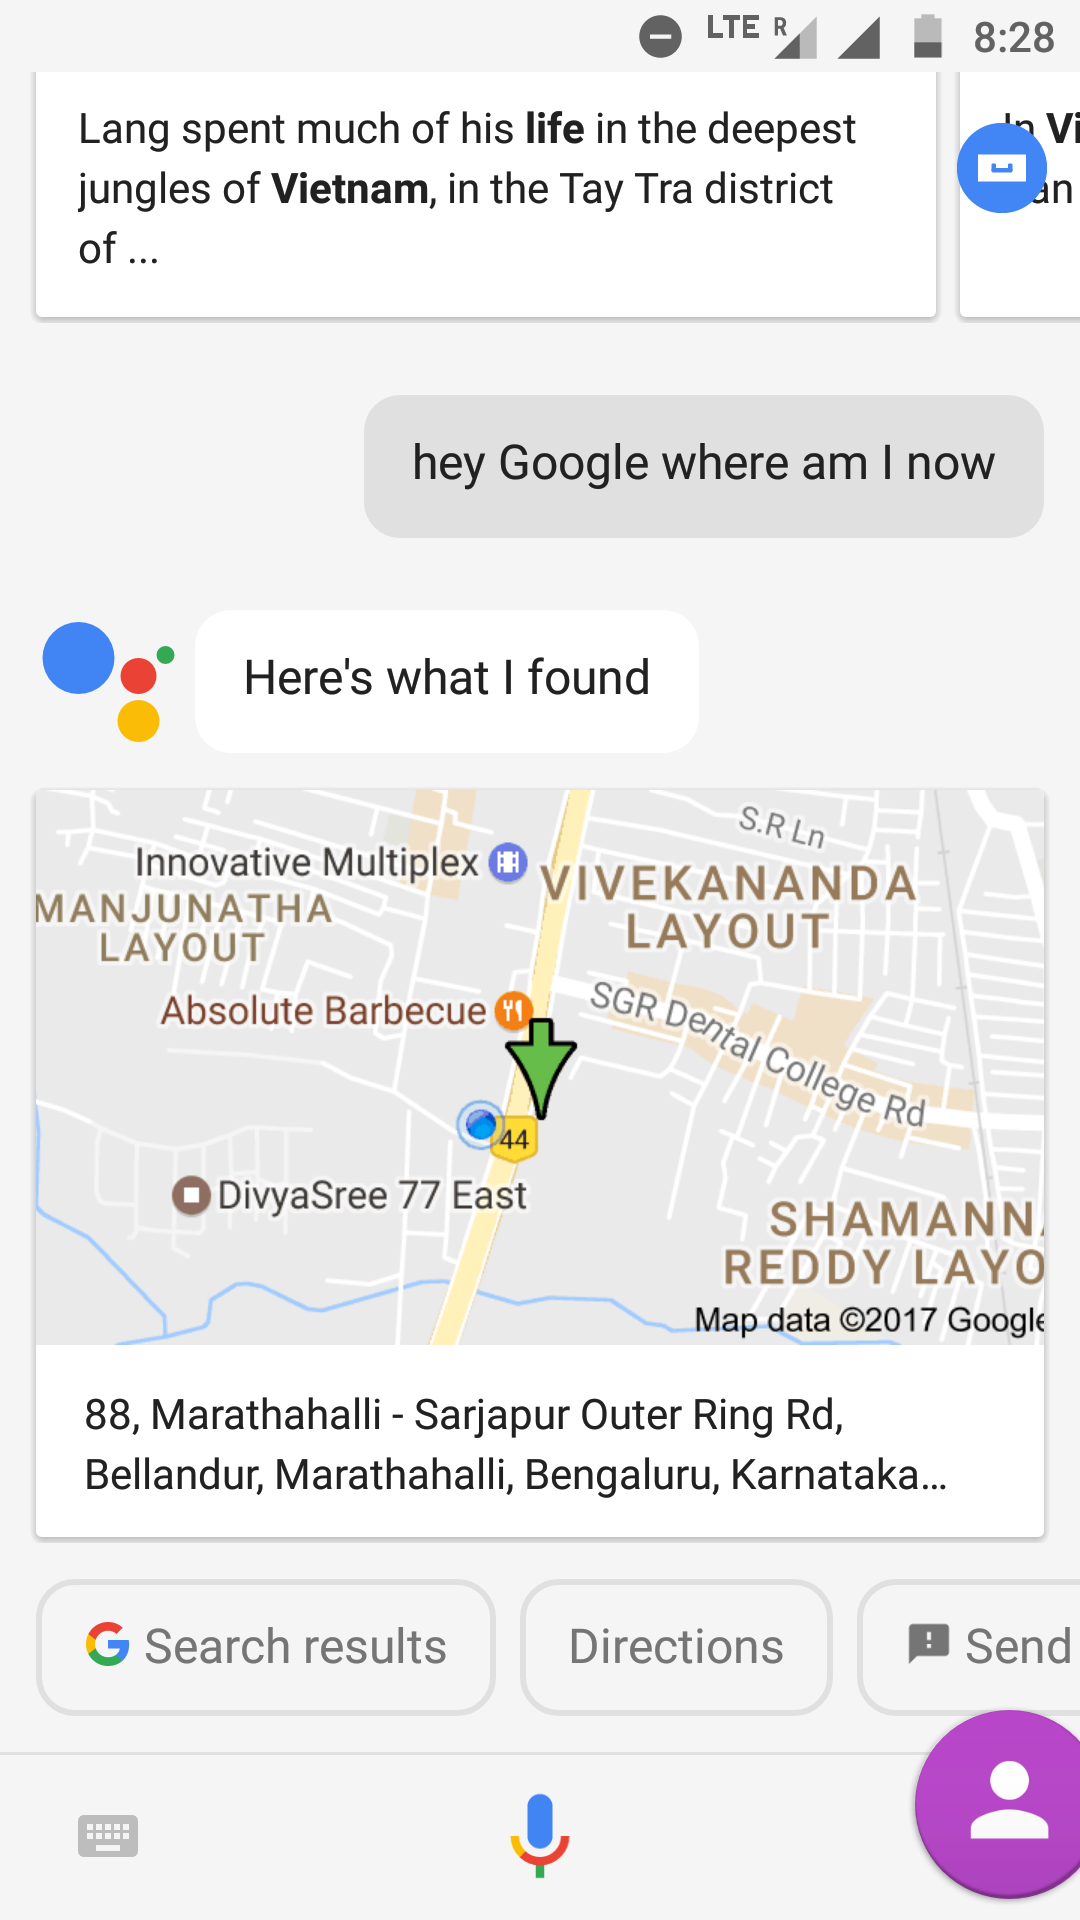 LTE R 8:28
Lang spent much of his life in the deepest
jungles of Vietnam, in the Tay Tra district
of ...
hey Google where am I now
Here's what I found
S.R Ln
Innovative Multiplex
VIVEKANANDA
LAYOUT
MANJUNATHA
LAYOUT
Absolute Barbecue
SGR Dental College Rd
44
DivyaSree 77 East
SHAMANN
REDDY LAYO
Map data ©2017 Google
88, Marathahalli - Sarjapur Outer Ring Rd,
Bellandur, Marathahalli, Bengaluru, Karnataka...
Search results
Directions
Send